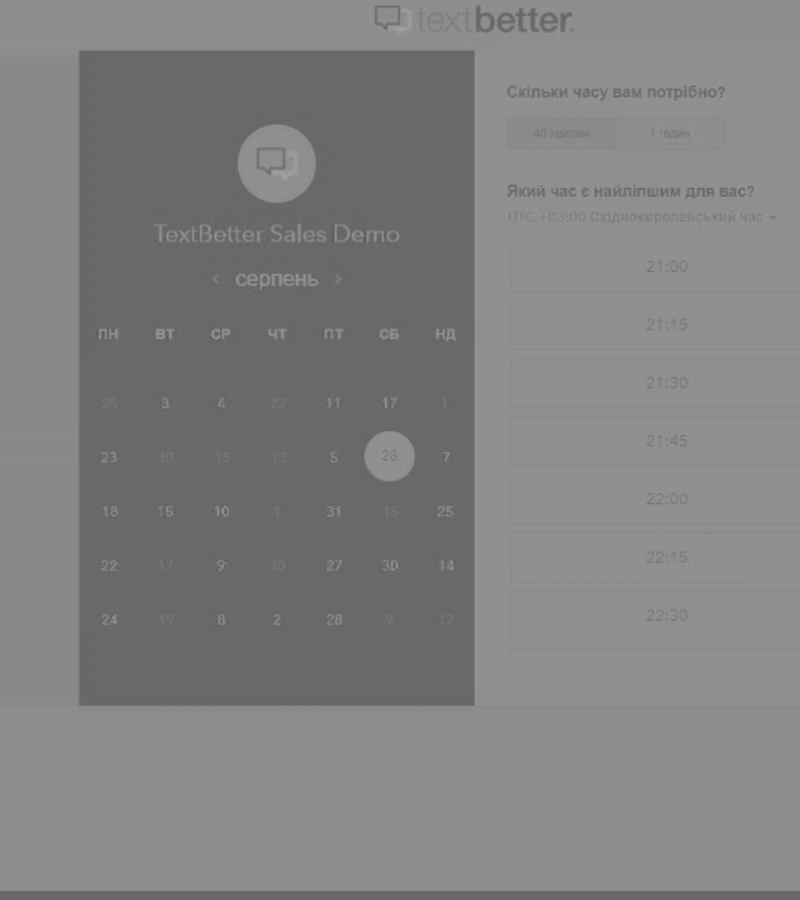 textbetter.
TextBetter Sales Demo
серпень
ПН ВТ СР ЧТ ПТ СБ НД
25 3 4 22 11 17 1
23 30 15 13 5 26 7
18 15 10 1 31 15 25
22 17 9 30 27 30 14
24 19 8 2 28 9 12
Скільки часу вам потрібно?
40 хвилин 1 годин
Який час є найліпшим для вас?
UTC +03:00 Східноєвропейський час
21:00
21:15
21:30
21:45
22:00
22:15
22:30